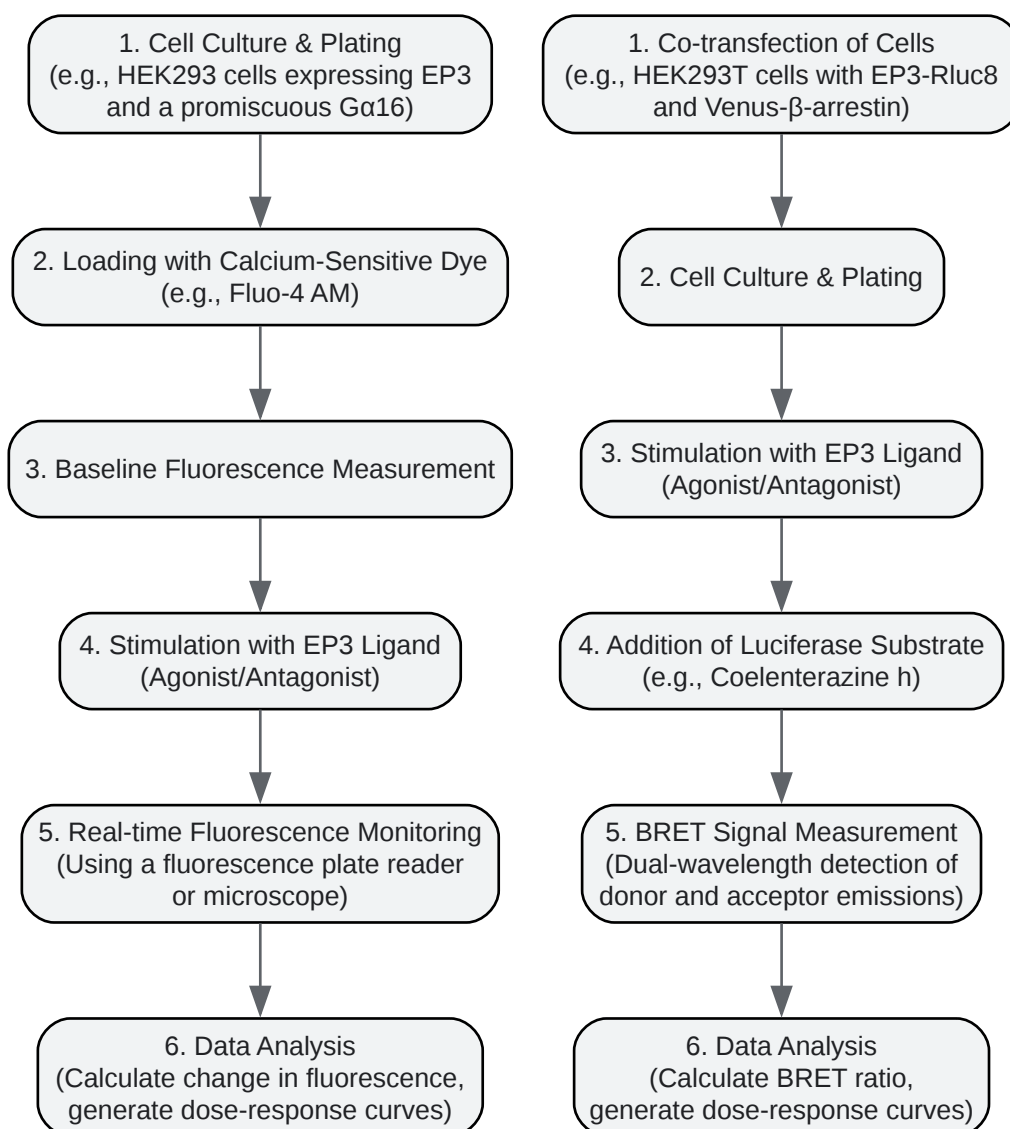 1. Cell Culture & Plating
(e.g., HEK293 cells expressing EP3
and a promiscuous Gα16)
2. Loading with Calcium-Sensitive Dye
(e.g., Fluo-4 AM)
3. Baseline Fluorescence Measurement
4. Stimulation with EP3 Ligand
(Agonist/Antagonist)
5. Real-time Fluorescence Monitoring
(Using a fluorescence plate reader
or microscope)
6. Data Analysis
(Calculate change in fluorescence,
generate dose-response curves)
1. Co-transfection of Cells
(e.g., HEK293T cells with EP3-Rluc8
and Venus-β-arrestin)
2. Cell Culture & Plating
3. Stimulation with EP3 Ligand
(Agonist/Antagonist)
4. Addition of Luciferase Substrate
(e.g., Coelenterazine h)
5. BRET Signal Measurement
(Dual-wavelength detection of
donor and acceptor emissions)
6. Data Analysis
(Calculate BRET ratio,
generate dose-response curves)